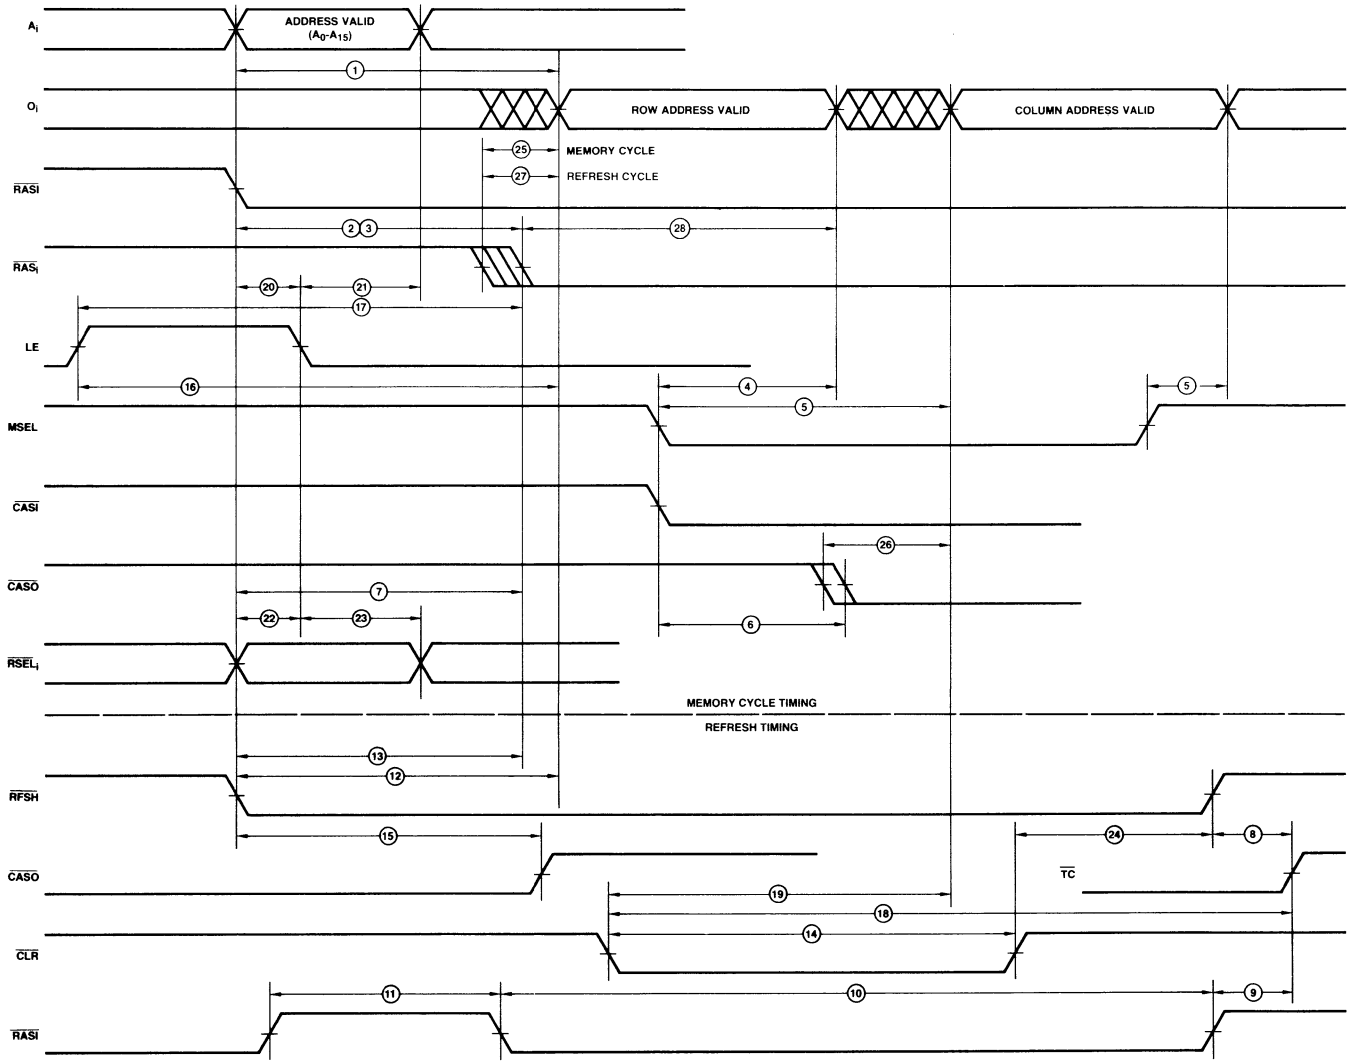 Aᵢ
ADDRESS VALID
(A₀-A₁₅)
1
Oᵢ
ROW ADDRESS VALID
COLUMN ADDRESS VALID
25 MEMORY CYCLE
27 REFRESH CYCLE
RASI
2 3
28
RASᵢ
20
21
17
LE
16
4
5
5
MSEL
CASI
26
CASO
7
22
23
6
RSELᵢ
MEMORY CYCLE TIMING
REFRESH TIMING
13
12
RFSH
15
24
8
CASO
TC
19
18
14
CLR
11
10
9
RASI